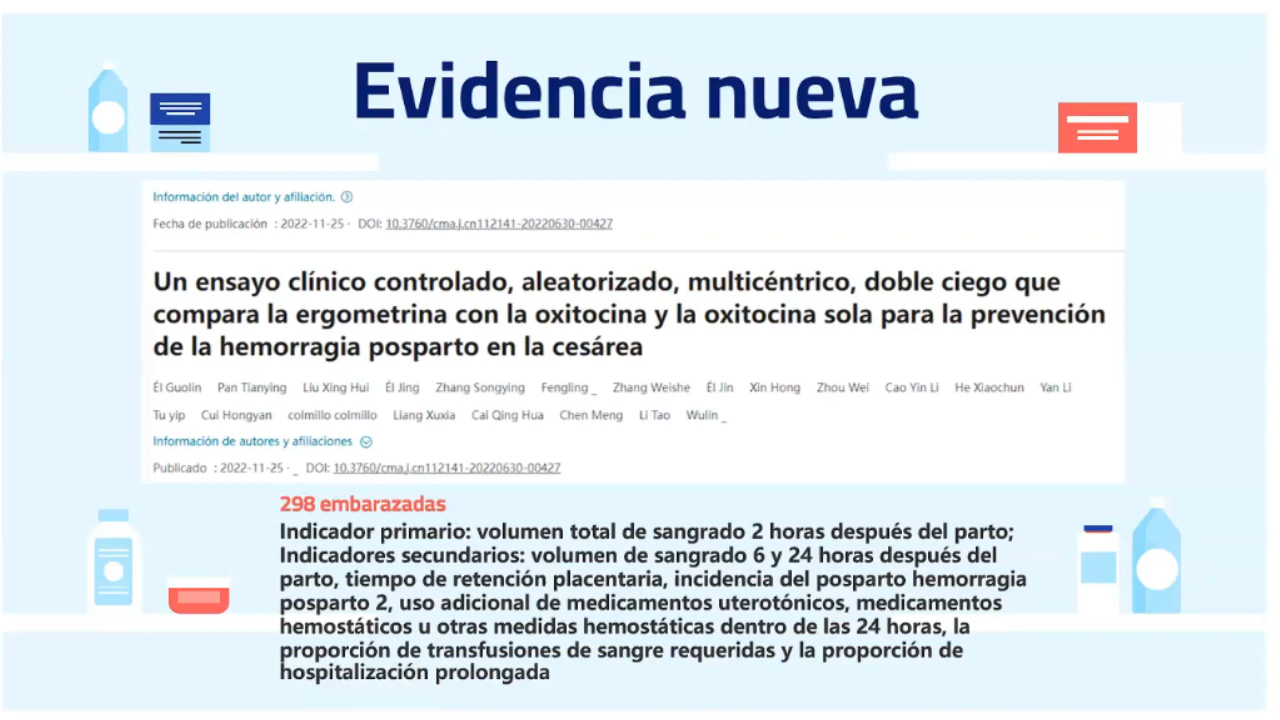 Evidencia nueva
Información del autor y afiliación.
Fecha de publicación : 2022-11-25 · DOI: 10.3760/cma.j.cn112141-20220630-00427
Un ensayo clínico controlado, aleatorizado, multicéntrico, doble ciego que
compara la ergometrina con la oxitocina y la oxitocina sola para la prevención
de la hemorragia posparto en la cesárea
Él Guolin Pan Tianying Liu Xing Hui Él Jing Zhang Songying Fengling _ Zhang Weishe Él Jin Xin Hong Zhou Wei Cao Yin Li He Xiaochun Yan Li
Tu yip Cui Hongyan colmillo colmillo Liang Xuxia Cai Qing Hua Chen Meng Li Tao Wulin _
Información de autores y afiliaciones
Publicado : 2022-11-25 · _ DOI: 10.3760/cma.j.cn112141-20220630-00427
298 embarazadas
Indicador primario: volumen total de sangrado 2 horas después del parto;
Indicadores secundarios: volumen de sangrado 6 y 24 horas después del
parto, tiempo de retención placentaria, incidencia del posparto hemorragia
posparto 2, uso adicional de medicamentos uterotónicos, medicamentos
hemostáticos u otras medidas hemostáticas dentro de las 24 horas, la
proporción de transfusiones de sangre requeridas y la proporción de
hospitalización prolongada